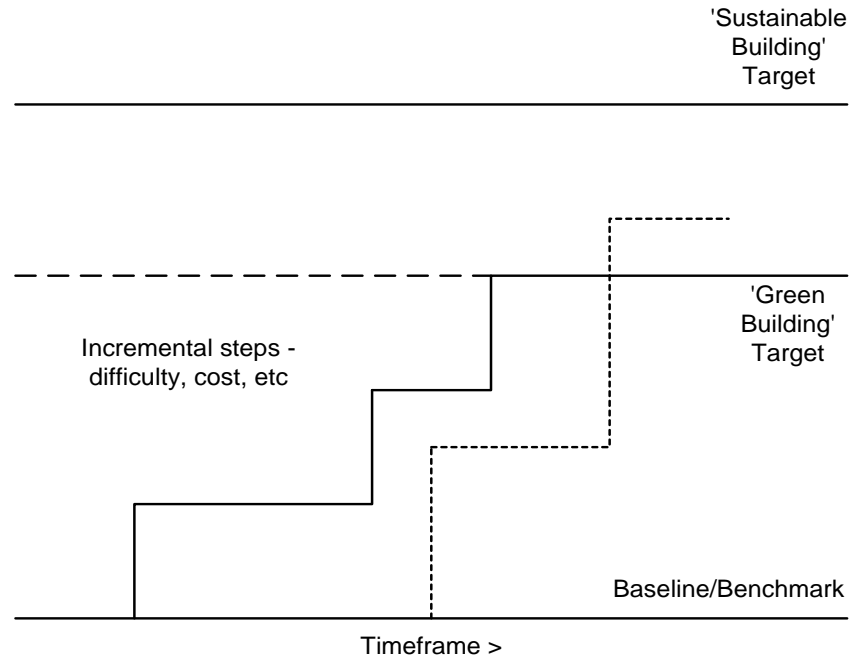 'Sustainable
Building'
Target
'Green
Building'
Target
Incremental steps -
difficulty, cost, etc
Baseline/Benchmark
Timeframe >